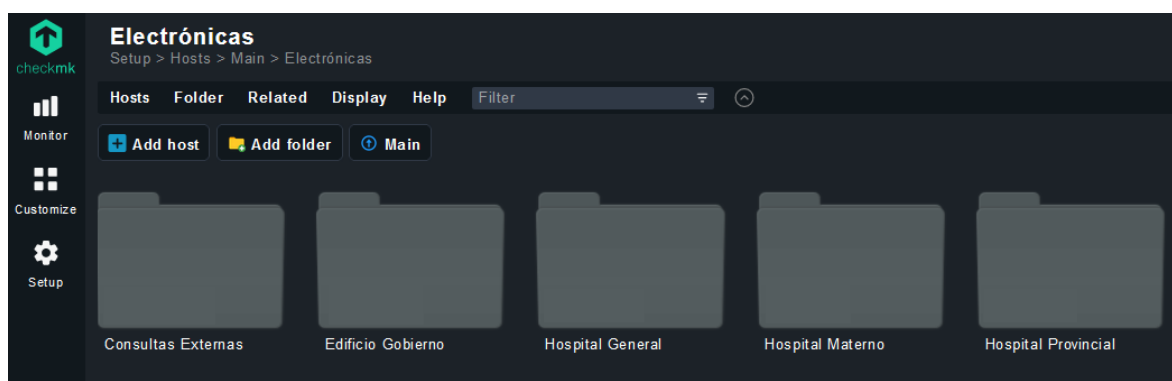 checkmk
Monitor
Customize
Setup
Electrónicas
Setup > Hosts > Main > Electrónicas
Hosts Folder Related Display Help Filter
Add host Add folder Main
Consultas Externas Edificio Gobierno Hospital General Hospital Materno Hospital Provincial